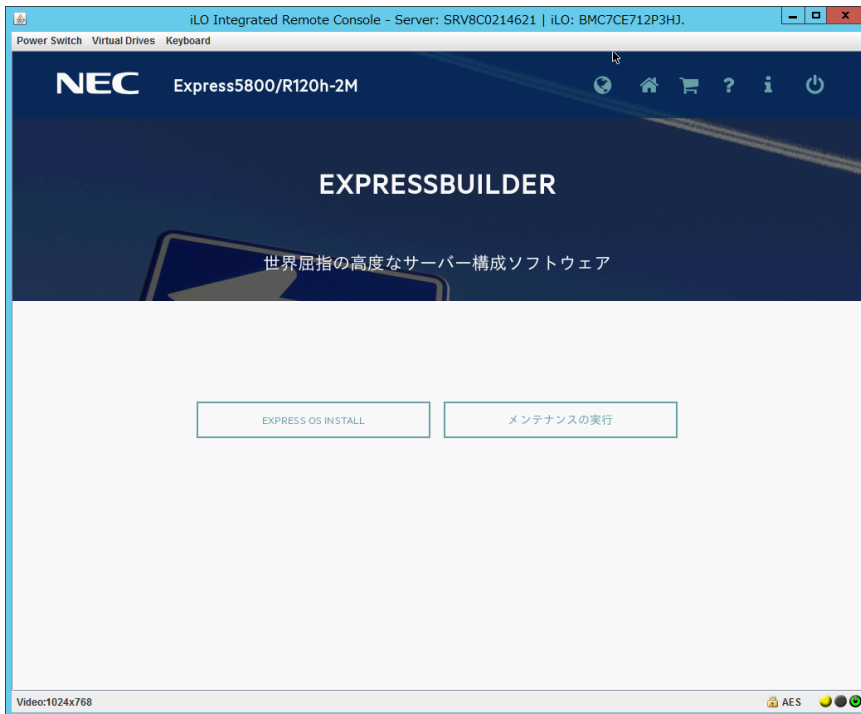 iLO Integrated Remote Console - Server: SRV8C0214621 | iLO: BMC7CE712P3HJ.
Power Switch Virtual Drives Keyboard
NEC Express5800/R120h-2M
EXPRESSBUILDER
世界屈指の高度なサーバー構成ソフトウェア
EXPRESS OS INSTALL メンテナンスの実行
Video:1024x768 AES